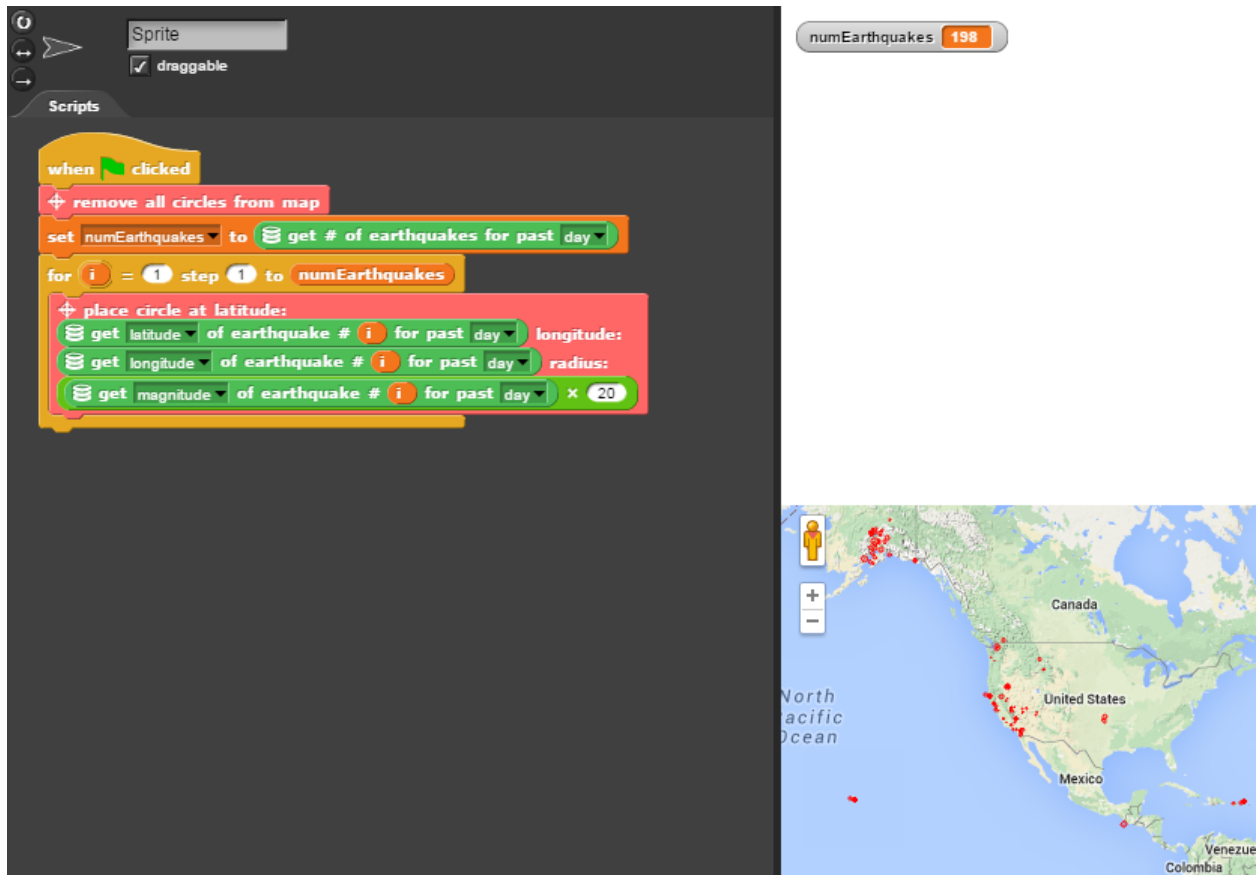 Sprite
draggable
Scripts
when clicked
remove all circles from map
set numEarthquakes to get # of earthquakes for past day
for i = 1 step 1 to numEarthquakes
place circle at latitude:
get latitude of earthquake # i for past day longitude:
get longitude of earthquake # i for past day radius:
get magnitude of earthquake # i for past day × 20
numEarthquakes 198
+
−
Canada
United States
North
acific
Ocean
Mexico
Venezue
Colombia